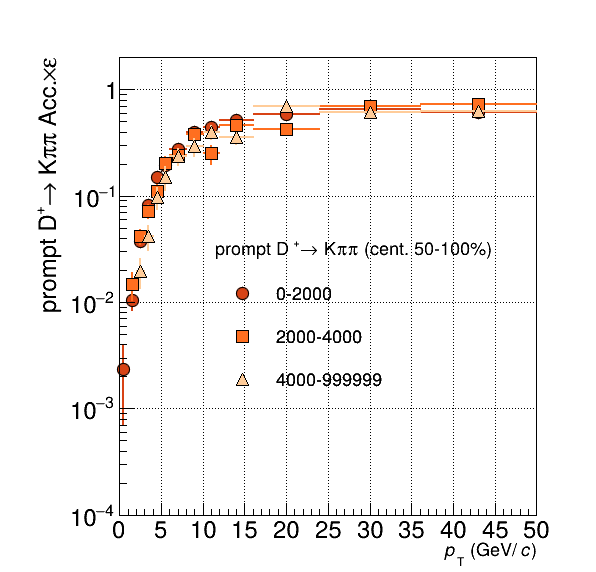 prompt D⁺→ Kππ Acc.×ε
1
10⁻¹
10⁻²
10⁻³
10⁻⁴
prompt D ⁺→ Kππ (cent. 50-100%)
0-2000
2000-4000
4000-999999
0 5 10 15 20 25 30 35 40 45 50
p_T (GeV/c)